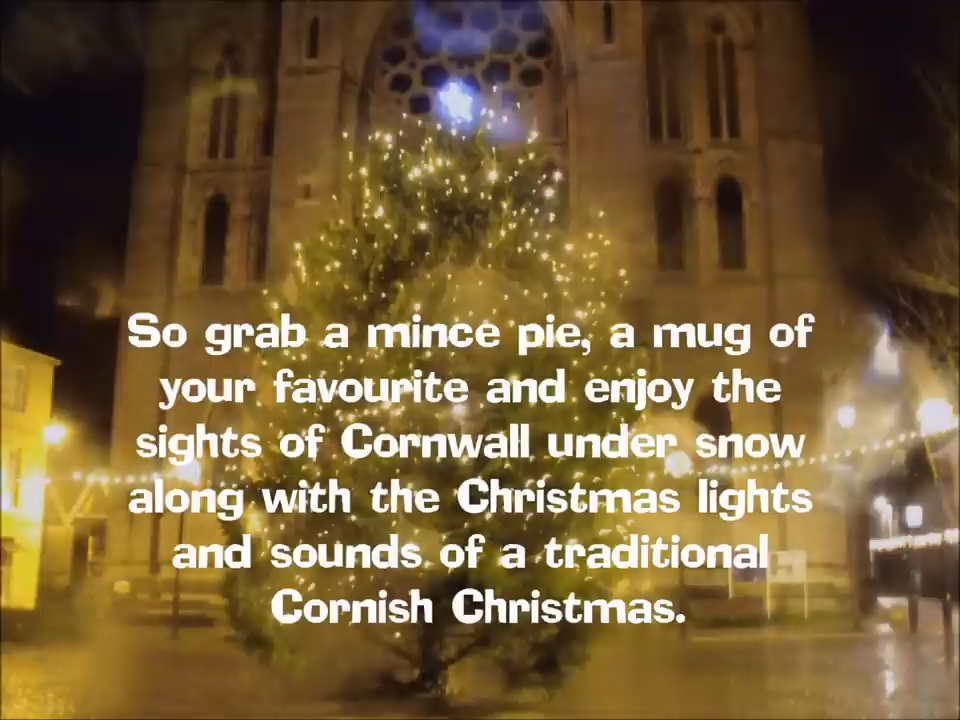 So grab a mince pie, a mug of
your favourite and enjoy the
sights of Cornwall under snow
along with the Christmas lights
and sounds of a traditional
Cornish Christmas.